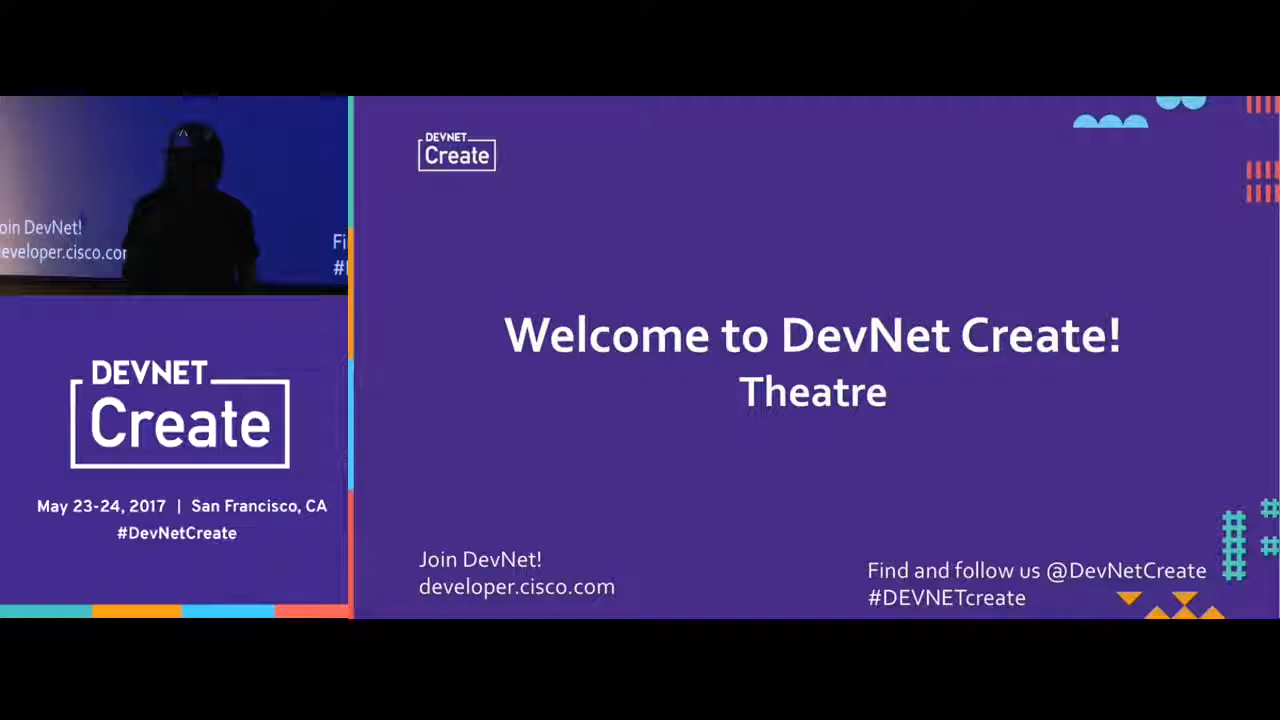 oin DevNet!
eveloper.cisco.com
Fi
#
DEVNET
Create
May 23-24, 2017 | San Francisco, CA
#DevNetCreate
DEVNET
Create
Welcome to DevNet Create!
Theatre
Join DevNet!
developer.cisco.com
Find and follow us @DevNetCreate
#DEVNETcreate